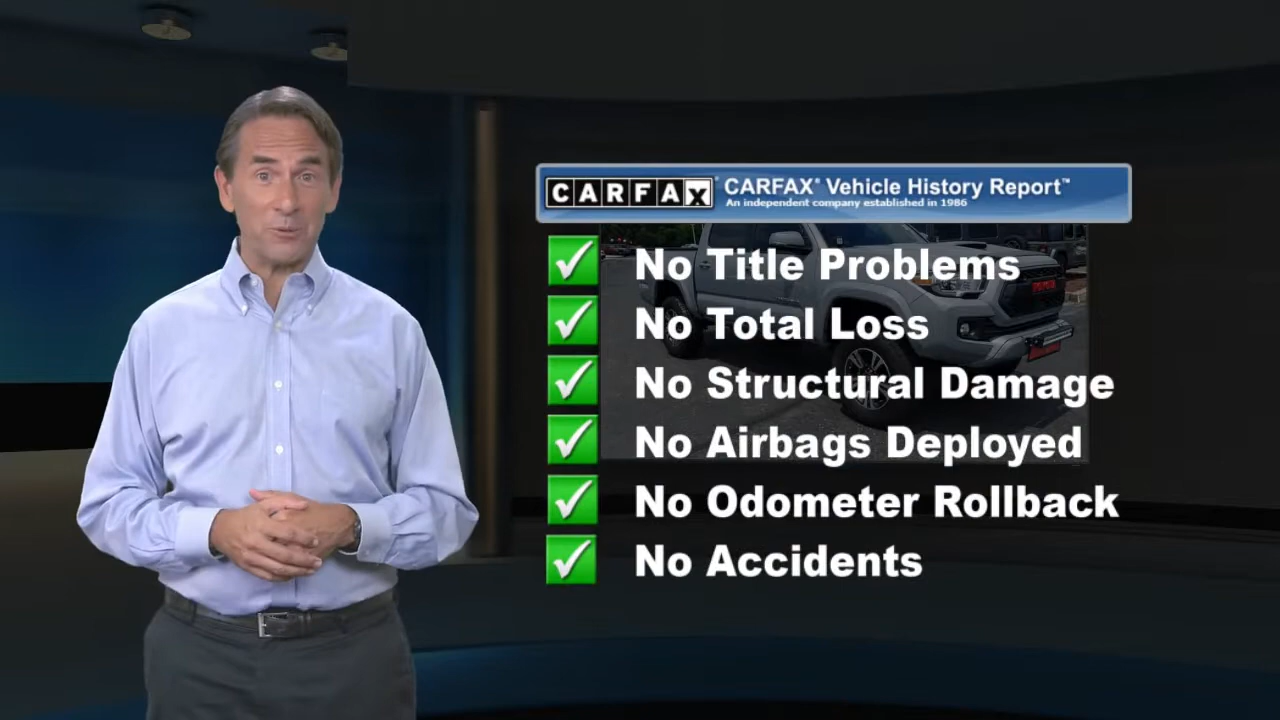 CARFAX CARFAX® Vehicle History Report™
An independent company established in 1986
No Title Problems
No Total Loss
No Structural Damage
No Airbags Deployed
No Odometer Rollback
No Accidents